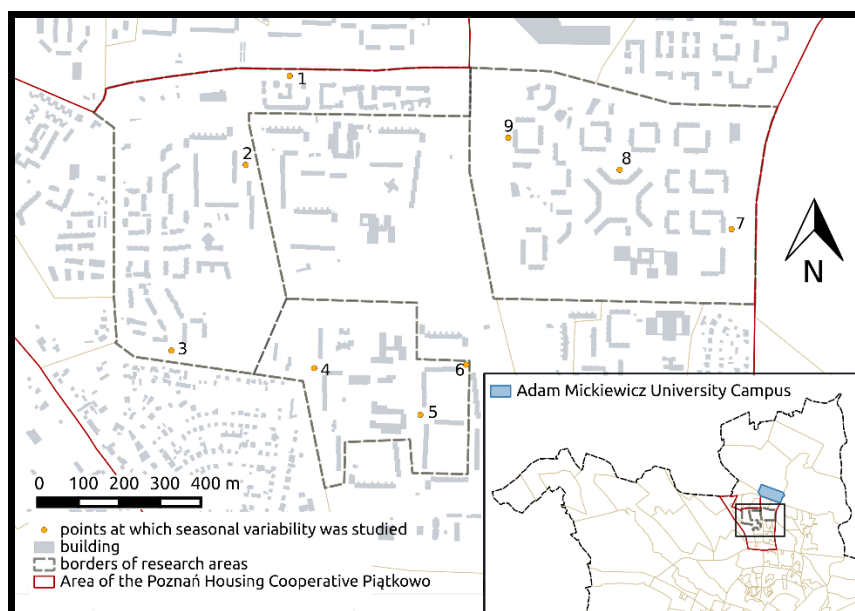 1
2
9
8
7
N
3
4
6
5
Adam Mickiewicz University Campus
0 100 200 300 400 m
points at which seasonal variability was studied
building
borders of research areas
Area of the Poznań Housing Cooperative Piątkowo